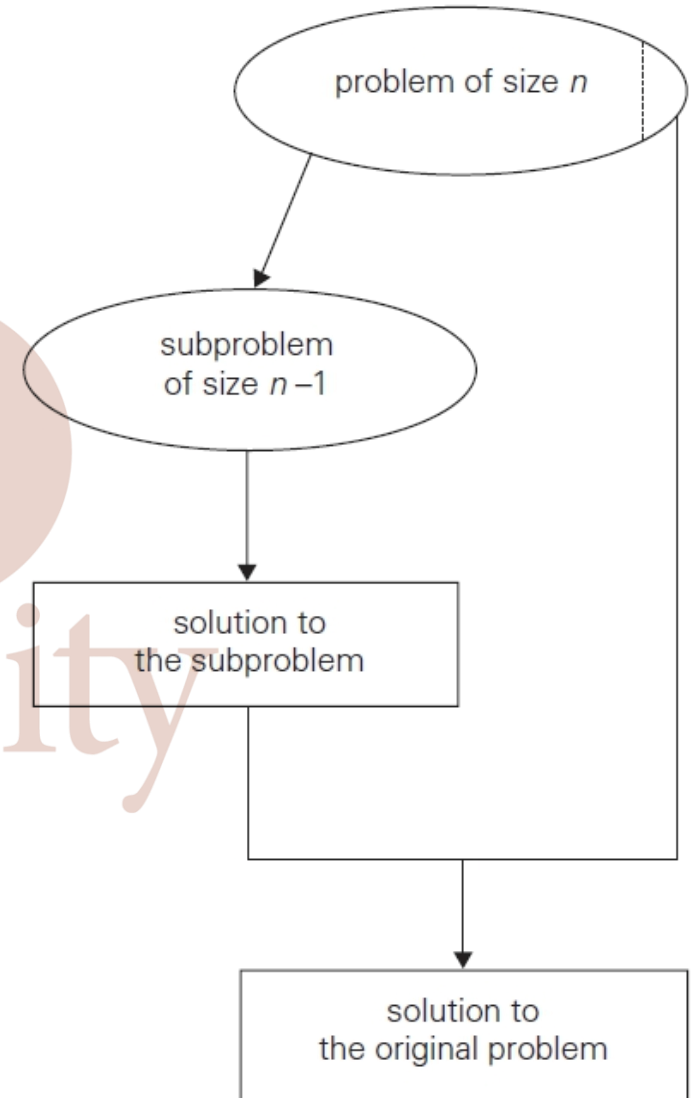 problem of size n
subproblem
of size n –1
solution to
the subproblem
ity
solution to
the original problem